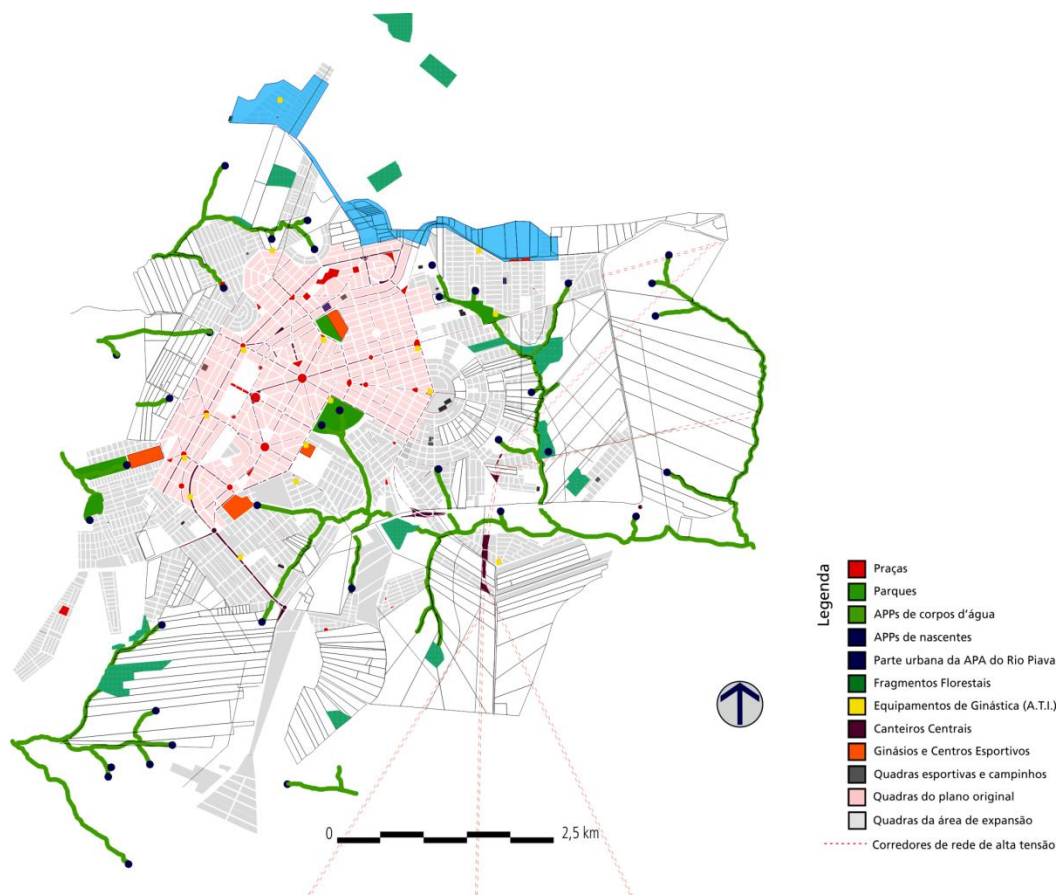 Legenda
Praças
Parques
APPs de corpos d'água
APPs de nascentes
Parte urbana da APA do Rio Piava
Fragmentos Florestais
Equipamentos de Ginástica (A.T.I.)
Canteiros Centrais
Ginásios e Centros Esportivos
Quadras esportivas e campinhos
Quadras do plano original
Quadras da área de expansão
Corredores de rede de alta tensão
0 2,5 km